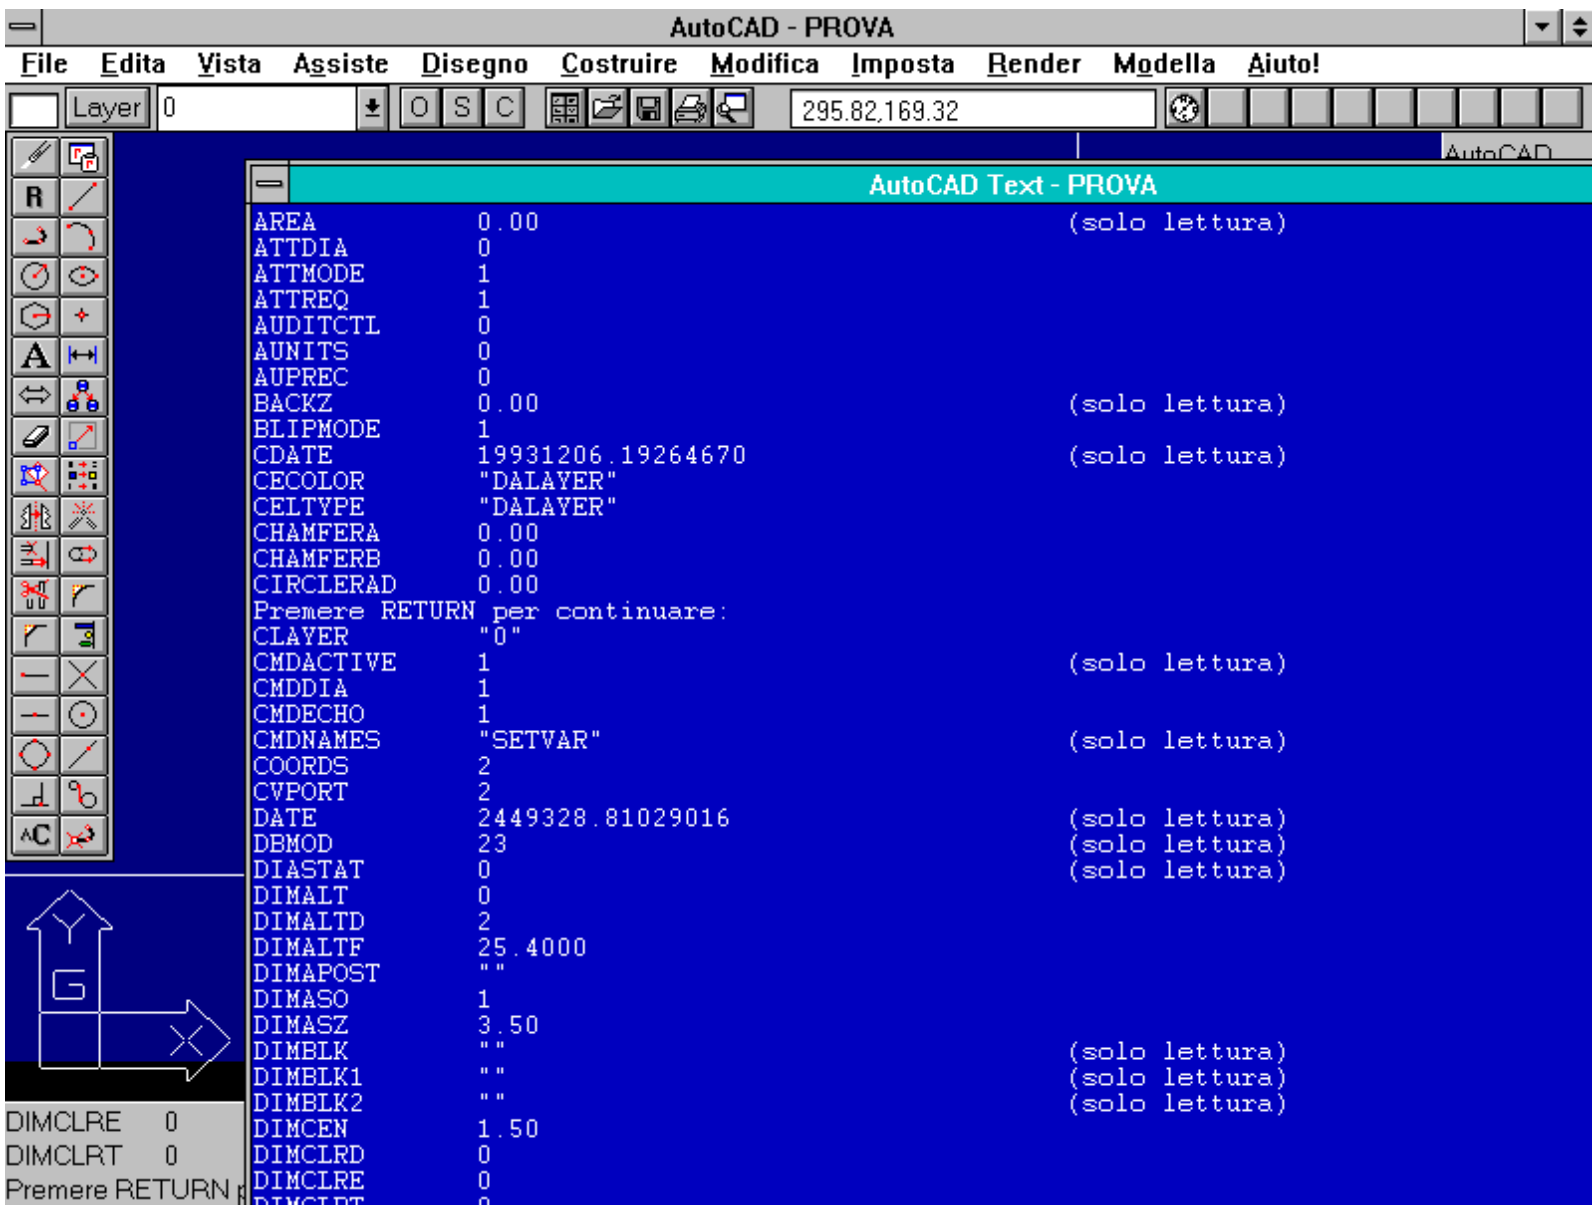 AutoCAD - PROVA
File Edita Vista Assiste Disegno Costruire Modifica Imposta Render Modella Aiuto!
Layer 0 O S C 295.82,169.32
AutoCAD
R
A
AutoCAD Text - PROVA
AREA 0.00 (solo lettura)
ATTDIA 0
ATTMODE 1
ATTREQ 1
AUDITCTL 0
AUNITS 0
AUPREC 0
BACKZ 0.00 (solo lettura)
BLIPMODE 1
CDATE 19931206.19264670 (solo lettura)
CECOLOR "DALAYER"
CELTYPE "DALAYER"
CHAMFERA 0.00
CHAMFERB 0.00
CIRCLERAD 0.00
Premere RETURN per continuare:
CLAYER "0"
CMDACTIVE 1 (solo lettura)
CMDDIA 1
CMDECHO 1
CMDNAMES "SETVAR" (solo lettura)
COORDS 2
CVPORT 2
DATE 2449328.81029016 (solo lettura)
DBMOD 23 (solo lettura)
DIASTAT 0 (solo lettura)
DIMALT 0
DIMALTD 2
DIMALTF 25.4000
DIMAPOST ""
DIMASO 1
DIMASZ 3.50
DIMBLK "" (solo lettura)
DIMBLK1 "" (solo lettura)
DIMBLK2 "" (solo lettura)
DIMCEN 1.50
DIMCLRD 0
DIMCLRE 0
DIMCLRT 0
^C
Y
G
X
DIMCLRE 0
DIMCLRT 0
Premere RETURN p